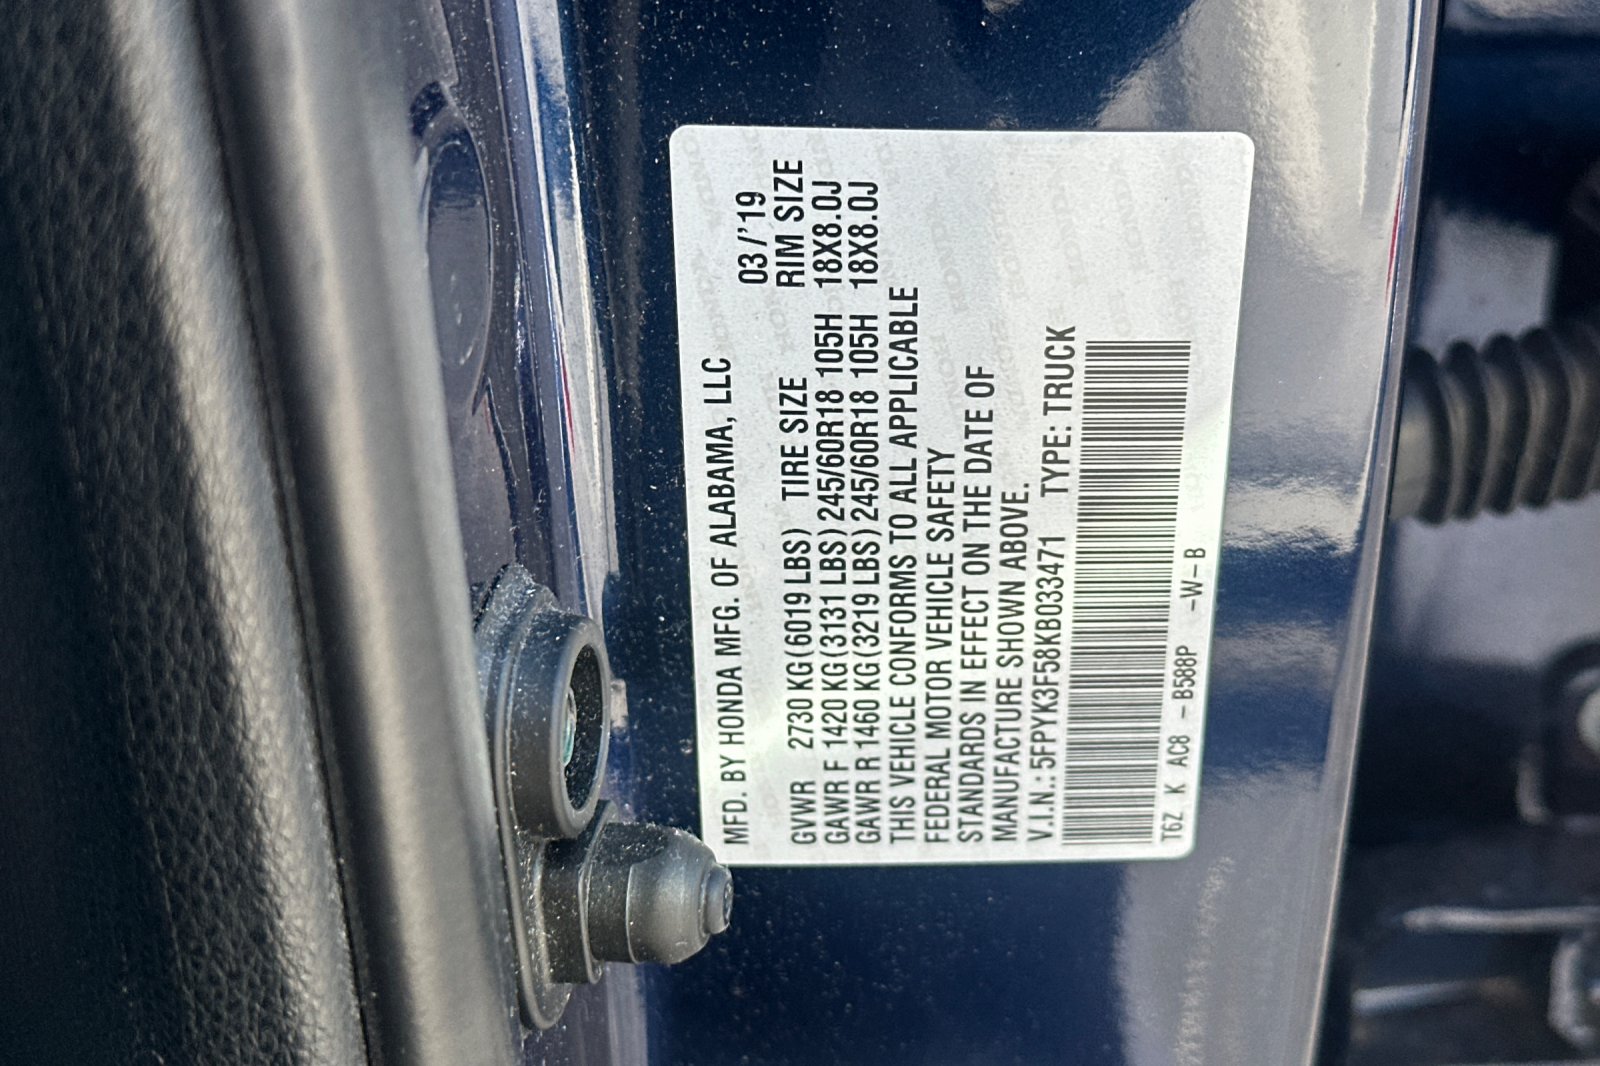 MFD. BY HONDA MFG. OF ALABAMA, LLC 03/'19
GVWR 2730 KG (6019 LBS) TIRE SIZE RIM SIZE
GAWR F 1420 KG (3131 LBS) 245/60R18 105H 18X8.0J
GAWR R 1460 KG (3219 LBS) 245/60R18 105H 18X8.0J
THIS VEHICLE CONFORMS TO ALL APPLICABLE
FEDERAL MOTOR VEHICLE SAFETY
STANDARDS IN EFFECT ON THE DATE OF
MANUFACTURE SHOWN ABOVE.
V.I.N.: 5FPYK3F58KB033471 TYPE: TRUCK
T6Z K AC8 -B588P -W-B